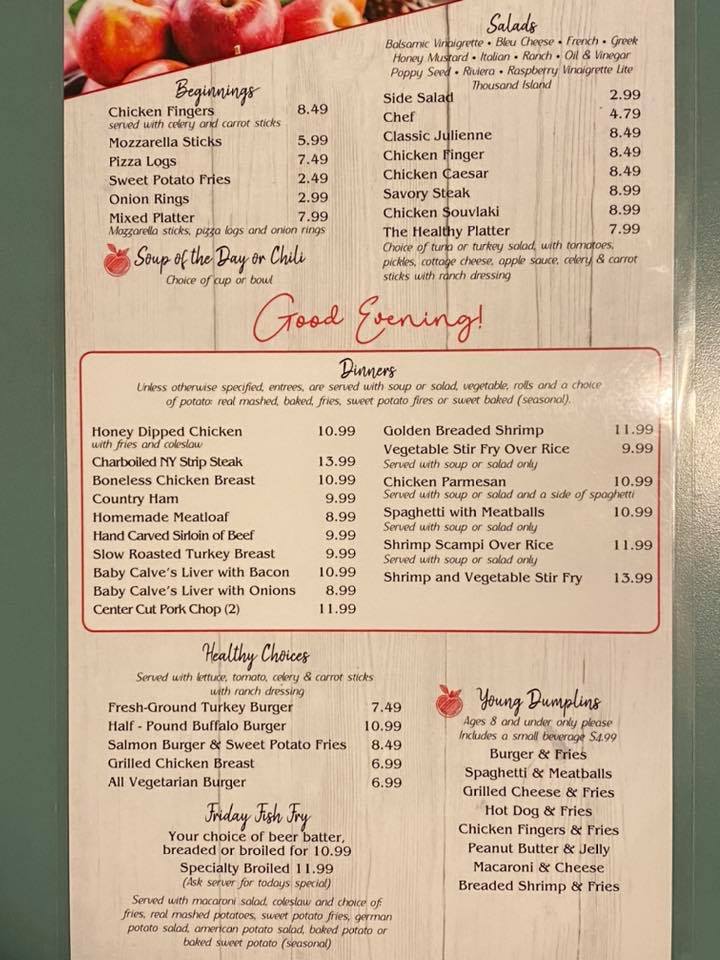 Beginnings
Chicken Fingers 8.49
served with celery and carrot sticks
Mozzarella Sticks 5.99
Pizza Logs 7.49
Sweet Potato Fries 2.49
Onion Rings 2.99
Mixed Platter 7.99
Mozzarella sticks, pizza logs and onion rings
Soup of the Day or Chili
Choice of cup or bowl
Salads
Balsamic Vinaigrette • Bleu Cheese • French • Greek
Honey Mustard • Italian • Ranch • Oil & Vinegar
Poppy Seed • Riviera • Raspberry Vinaigrette Lite
Thousand Island
Side Salad 2.99
Chef 4.79
Classic Julienne 8.49
Chicken Finger 8.49
Chicken Caesar 8.49
Savory Steak 8.99
Chicken Souvlaki 8.99
The Healthy Platter 7.99
Choice of tuna or turkey salad, with tomatoes,
pickles, cottage cheese, apple sauce, celery & carrot
sticks with ranch dressing
Good Evening!
Dinners
Unless otherwise specified, entrees, are served with soup or salad, vegetable, rolls and a choice
of potato: real mashed, baked, fries, sweet potato fires or sweet baked (seasonal).
Honey Dipped Chicken 10.99
with fries and coleslaw
Charboiled NY Strip Steak 13.99
Boneless Chicken Breast 10.99
Country Ham 9.99
Homemade Meatloaf 8.99
Hand Carved Sirloin of Beef 9.99
Slow Roasted Turkey Breast 9.99
Baby Calve's Liver with Bacon 10.99
Baby Calve's Liver with Onions 8.99
Center Cut Pork Chop (2) 11.99
Golden Breaded Shrimp 11.99
Vegetable Stir Fry Over Rice 9.99
Served with soup or salad only
Chicken Parmesan 10.99
Served with soup or salad and a side of spaghetti
Spaghetti with Meatballs 10.99
Served with soup or salad only
Shrimp Scampi Over Rice 11.99
Served with soup or salad only
Shrimp and Vegetable Stir Fry 13.99
Healthy Choices
Served with lettuce, tomato, celery & carrot sticks
with ranch dressing
Fresh-Ground Turkey Burger 7.49
Half - Pound Buffalo Burger 10.99
Salmon Burger & Sweet Potato Fries 8.49
Grilled Chicken Breast 6.99
All Vegetarian Burger 6.99
Friday Fish Fry
Your choice of beer batter,
breaded or broiled for 10.99
Specialty Broiled 11.99
(Ask server for todays special)
Served with macaroni salad, coleslaw and choice of:
fries, real mashed potatoes, sweet potato fries, german
potato salad, american potato salad, baked potato or
baked sweet potato (seasonal)
Young Dumplins
Ages 8 and under only please
Includes a small beverage $4.99
Burger & Fries
Spaghetti & Meatballs
Grilled Cheese & Fries
Hot Dog & Fries
Chicken Fingers & Fries
Peanut Butter & Jelly
Macaroni & Cheese
Breaded Shrimp & Fries